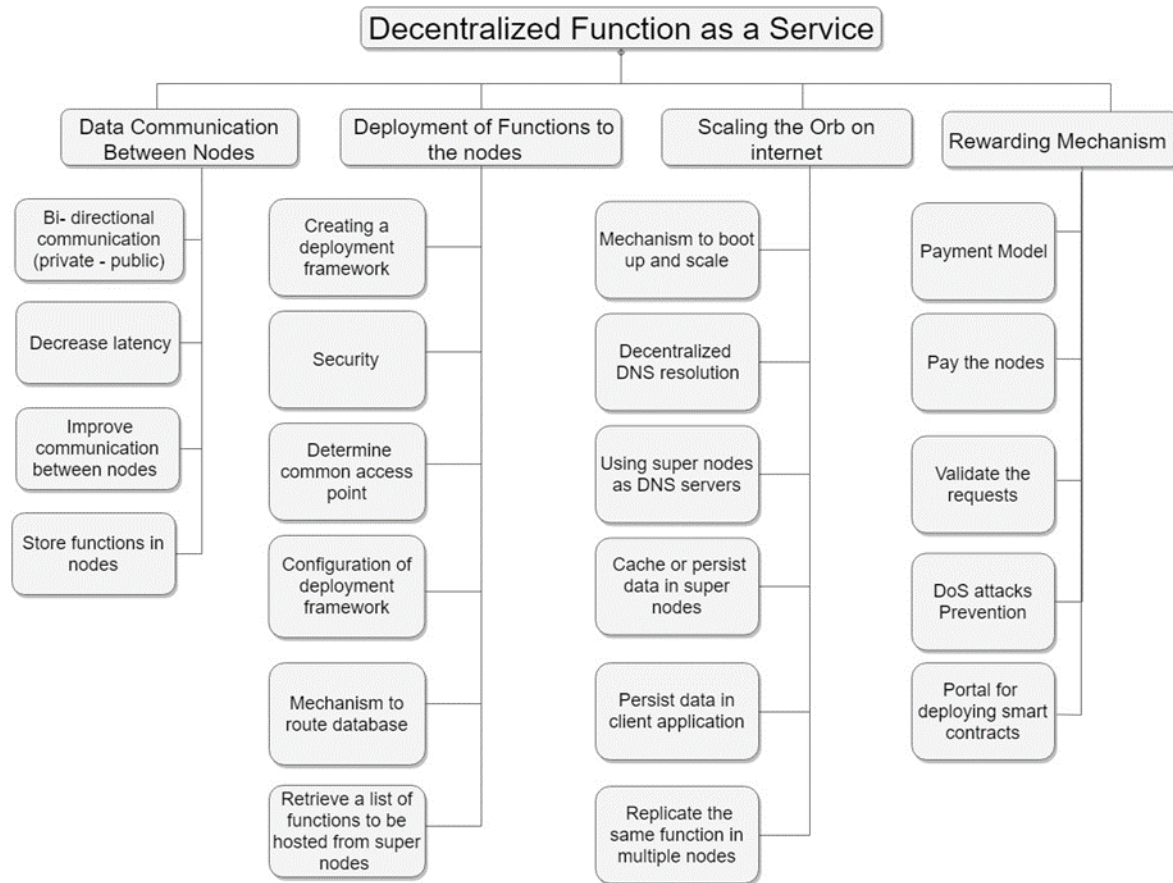 Decentralized Function as a Service
Data Communication
Between Nodes
Bi- directional
communication
(private - public)
Decrease latency
Improve
communication
between nodes
Store functions in
nodes
Deployment of Functions to
the nodes
Creating a
deployment
framework
Security
Determine
common access
point
Configuration of
deployment
framework
Mechanism to
route database
Retrieve a list of
functions to be
hosted from super
nodes
Scaling the Orb on
internet
Mechanism to boot
up and scale
Decentralized
DNS resolution
Using super nodes
as DNS servers
Cache or persist
data in super
nodes
Persist data in
client application
Replicate the
same function in
multiple nodes
Rewarding Mechanism
Payment Model
Pay the nodes
Validate the
requests
DoS attacks
Prevention
Portal for
deploying smart
contracts